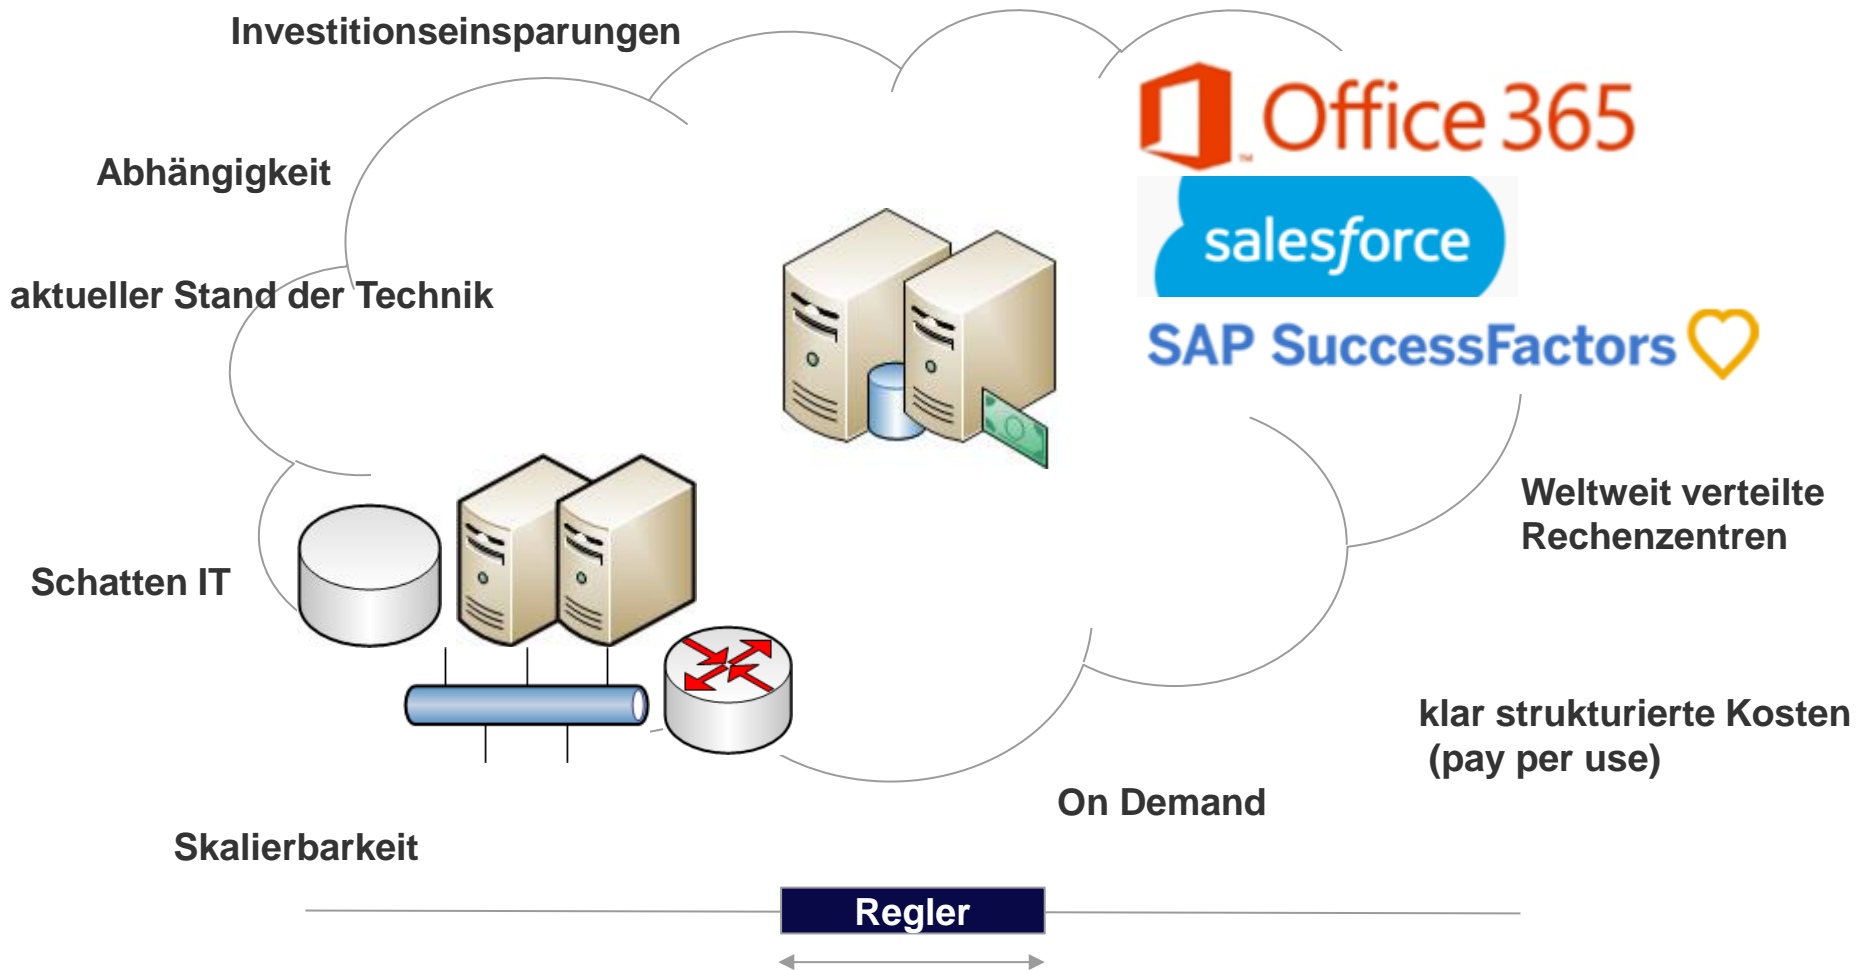 Investitionseinsparungen
Office 365
™
Abhängigkeit
salesforce
aktueller Stand der Technik
SAP SuccessFactors
Weltweit verteilte
Rechenzentren
Schatten IT
klar strukturierte Kosten
(pay per use)
On Demand
Skalierbarkeit
Regler